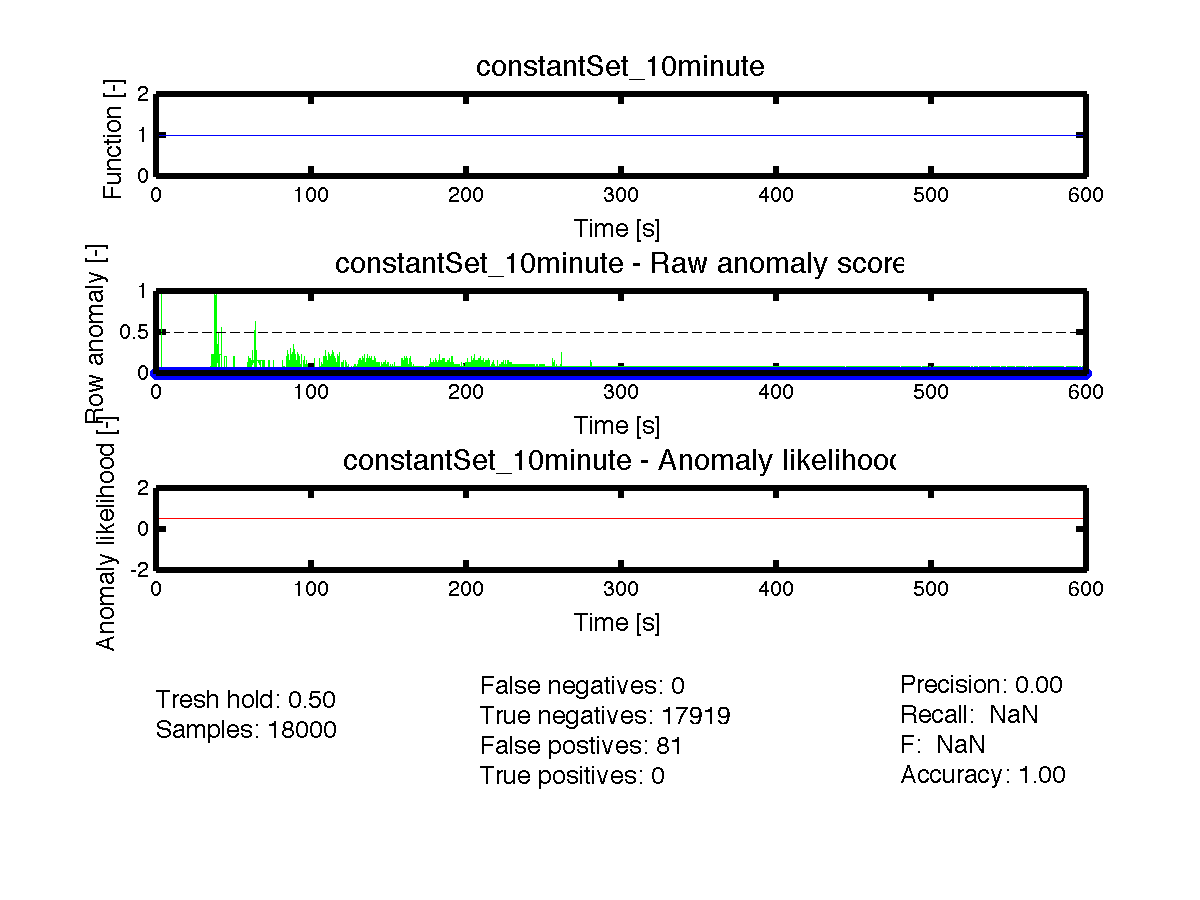 constantSet_10minute
Function [-]
2
1
0
0 100 200 300 400 500 600
Time [s]
constantSet_10minute - Raw anomaly score
Row anomaly [-]
1
0.5
0
0 100 200 300 400 500 600
Time [s]
constantSet_10minute - Anomaly likelihood
Anomaly likelihood [-]
2
0
-2
0 100 200 300 400 500 600
Time [s]
Tresh hold: 0.50
Samples: 18000
False negatives: 0
True negatives: 17919
False postives: 81
True positives: 0
Precision: 0.00
Recall: NaN
F: NaN
Accuracy: 1.00